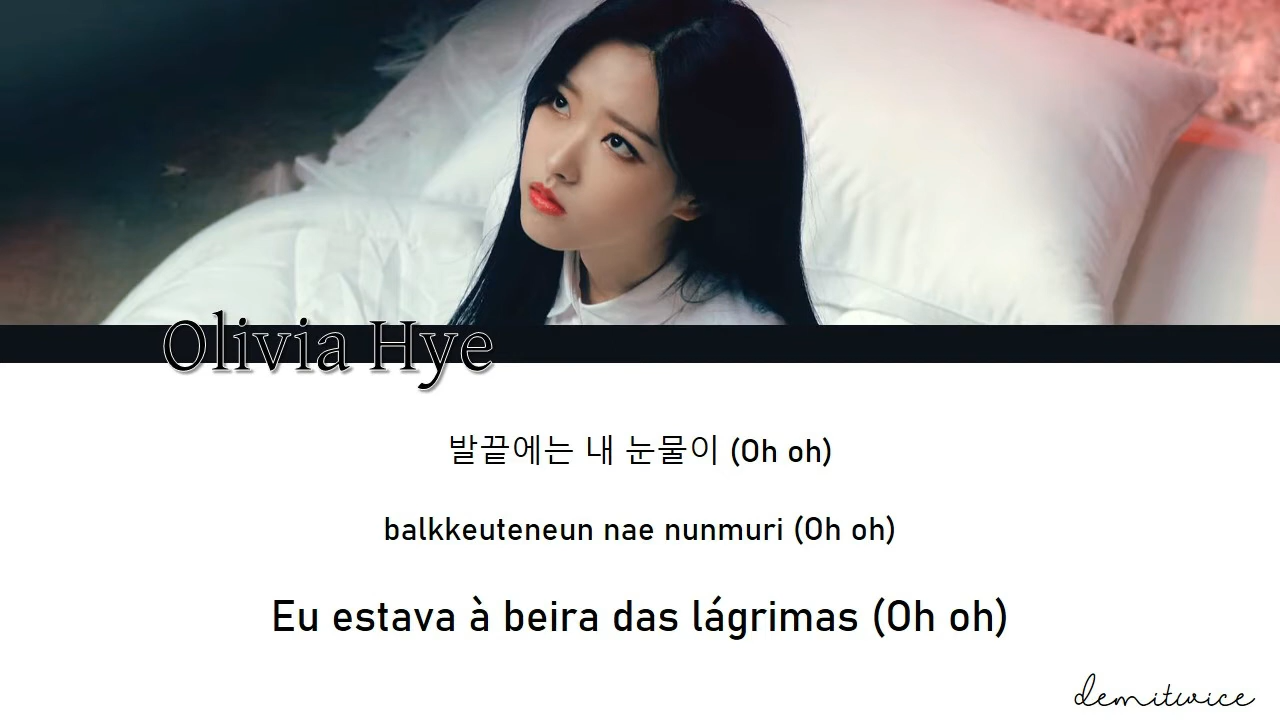 Olivia Hye
발끝에는 내 눈물이 (Oh oh)
balkkeuteneun nae nunmuri (Oh oh)
Eu estava à beira das lágrimas (Oh oh)
demitwice